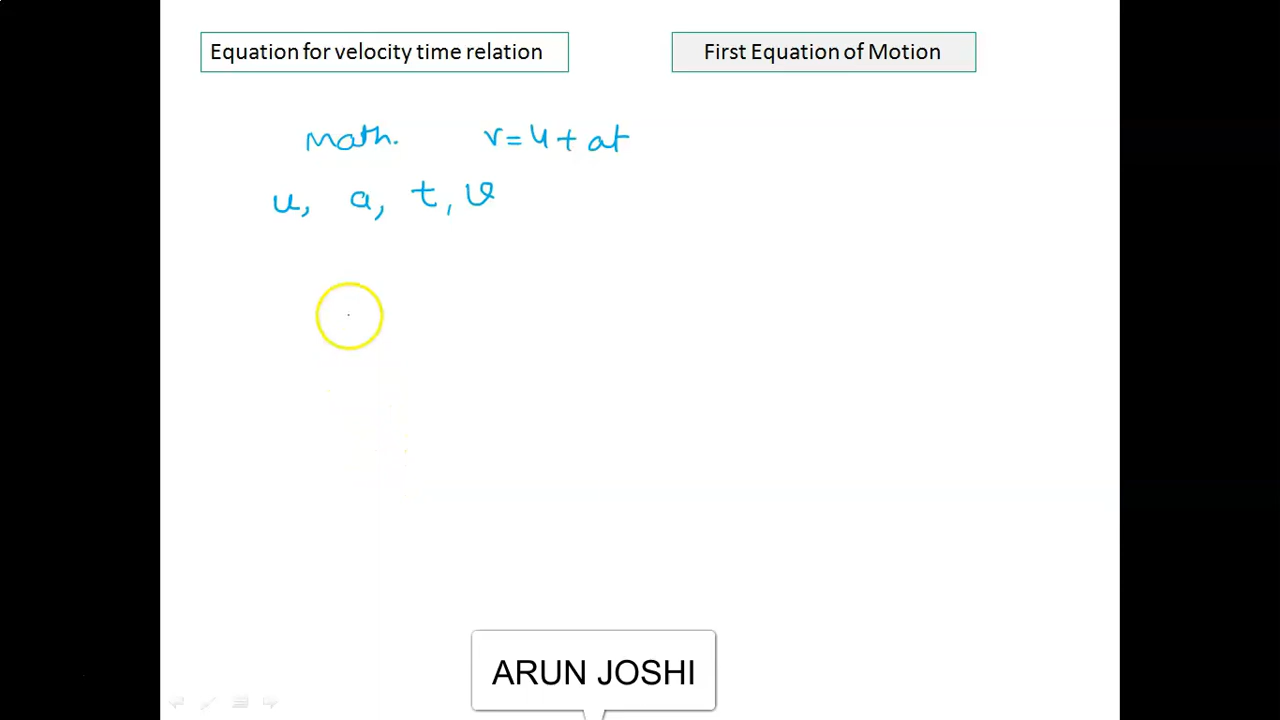 Equation for velocity time relation
First Equation of Motion
math. v=u+at
u, a, t, v
ARUN JOSHI